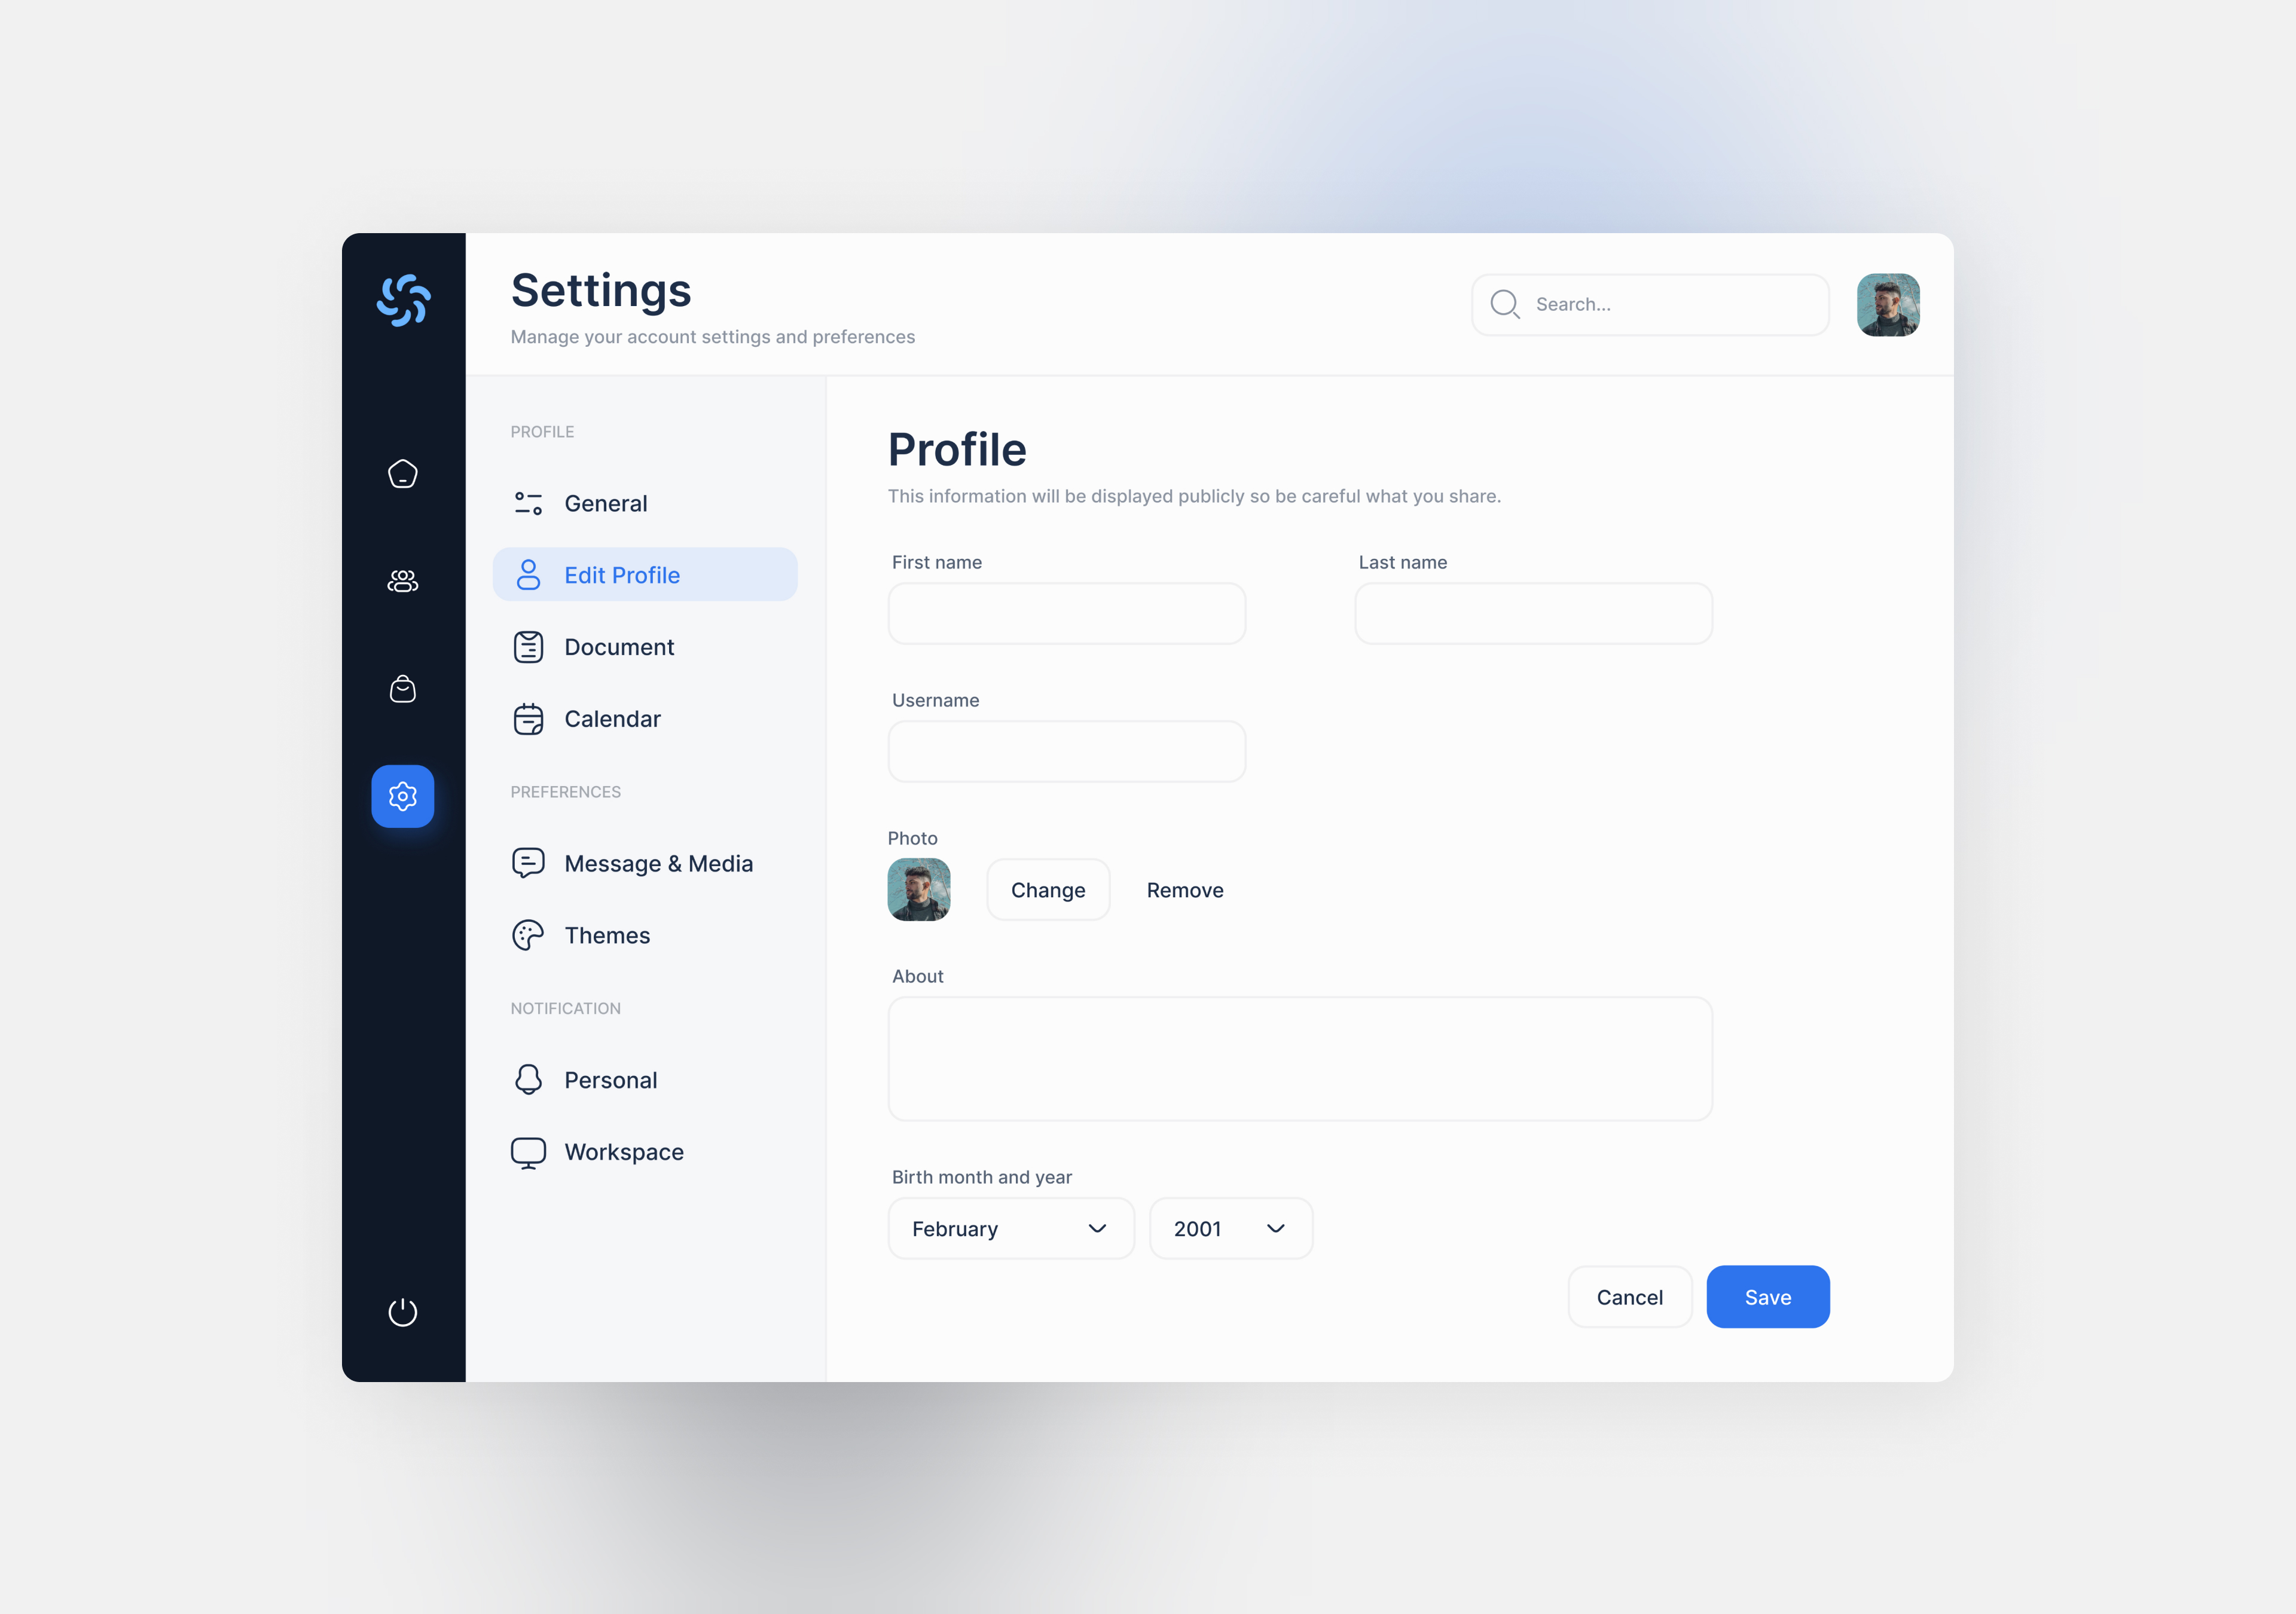 Settings
Manage your account settings and preferences
Search...
PROFILE
General
Edit Profile
Document
Calendar
PREFERENCES
Message & Media
Themes
NOTIFICATION
Personal
Workspace
Profile
This information will be displayed publicly so be careful what you share.
First name
Last name
Username
Photo
Change
Remove
About
Birth month and year
February
2001
Cancel
Save